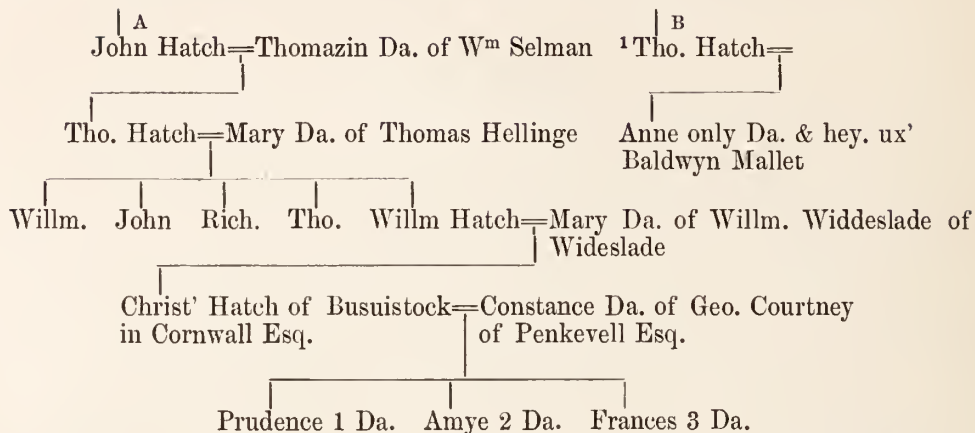 A B
John Hatch=Thomazin Da. of Wᵐ Selman ¹Tho. Hatch=
Tho. Hatch=Mary Da. of Thomas Hellinge Anne only Da. & hey. ux'
Baldwyn Mallet
Willm. John Rich. Tho. Willm Hatch=Mary Da. of Willm. Widdeslade of
Wideslade
Christ' Hatch of Busuistock=Constance Da. of Geo. Courtney
in Cornwall Esq. of Penkevell Esq.
Prudence 1 Da. Amye 2 Da. Frances 3 Da.